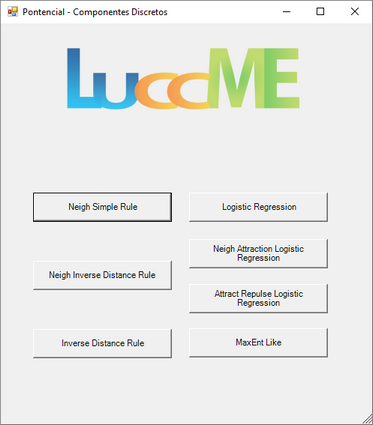 Pontencial - Componentes Discretos
LuccME
Neigh Simple Rule
Logistic Regression
Neigh Attraction Logistic
Regression
Neigh Inverse Distance Rule
Attract Repulse Logistic
Regression
Inverse Distance Rule
MaxEnt Like